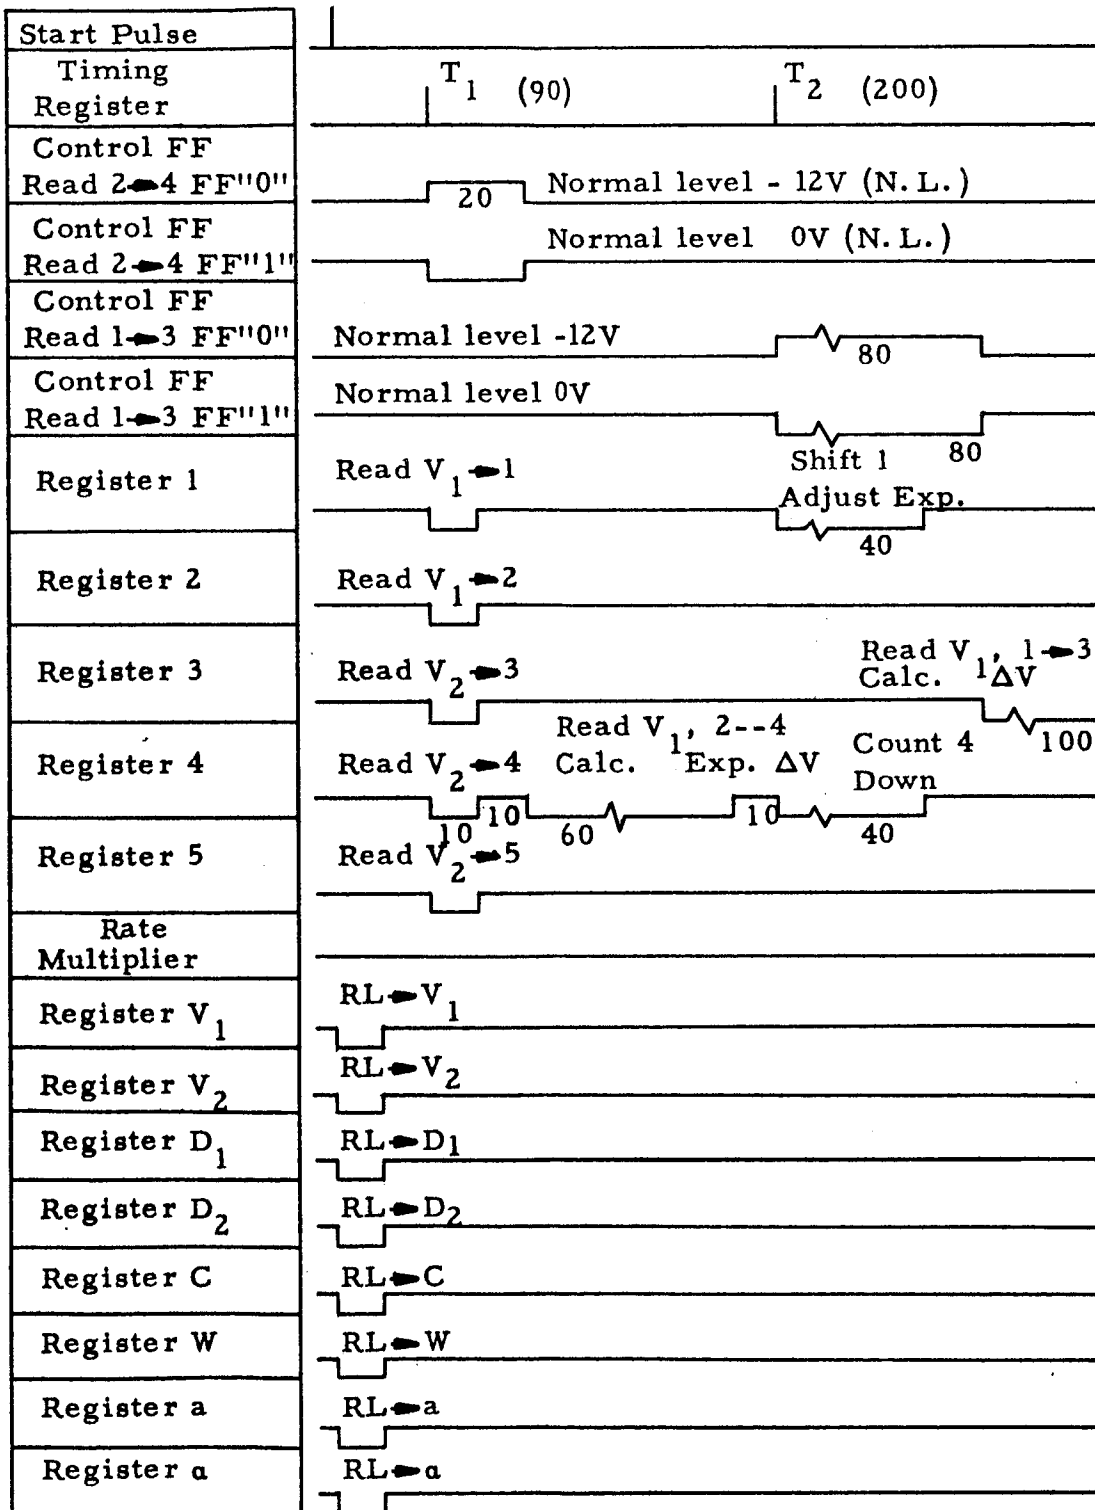 Start Pulse
Timing
Register
T1 (90)
T2 (200)
Control FF
Read 2→4 FF"0"
20
Normal level - 12V (N. L. )
Control FF
Read 2→4 FF"1"
Normal level 0V (N. L. )
Control FF
Read 1→3 FF"0"
Normal level -12V
80
Control FF
Read 1→3 FF"1"
Normal level 0V
80
Register 1
Read V1→1
Shift 1
Adjust Exp.
40
Register 2
Read V1→2
Register 3
Read V2→3
Read V1, 1→3
Calc. ΔV
100
Register 4
Read V2→4
Read V1, 2--4
Calc. Exp. ΔV
Count 4
Down
10
10
60
10
40
Register 5
Read V2→5
Rate
Multiplier
Register V1
RL→V1
Register V2
RL→V2
Register D1
RL→D1
Register D2
RL→D2
Register C
RL→C
Register W
RL→W
Register a
RL→a
Register α
RL→α